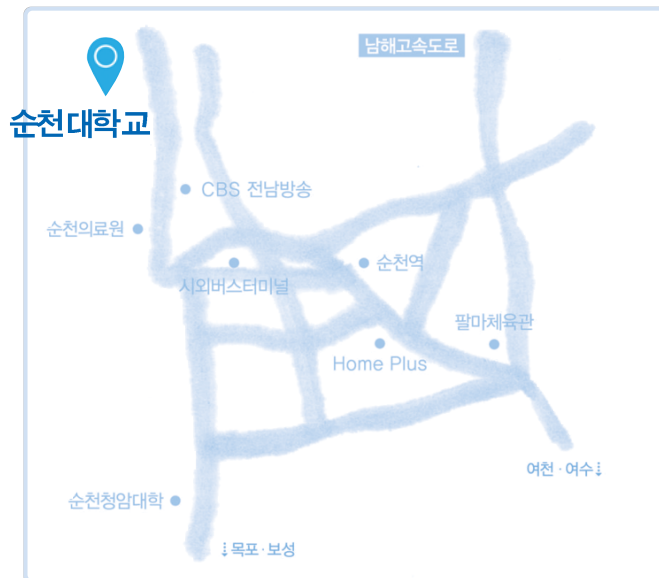 남해고속도로
순천대학교
CBS 전남방송
순천의료원
순천역
시외버스터미널
팔마체육관
Home Plus
여천·여수↓
순천청암대학
↓목포·보성